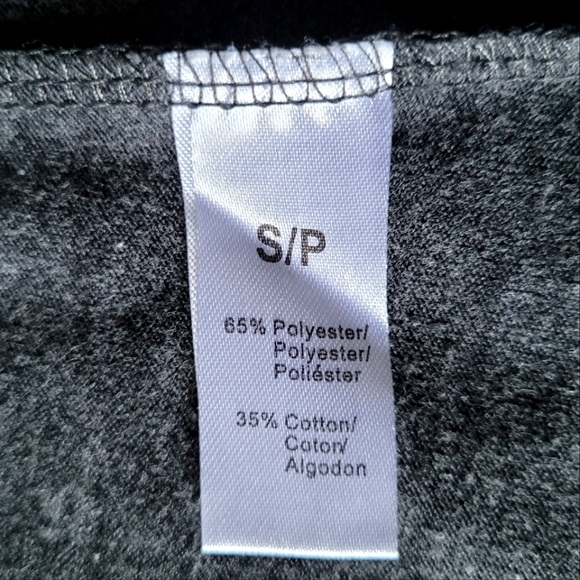 S/P
65% Polyester/
Polyester/
Poliéster
35% Cotton/
Coton/
Algodon